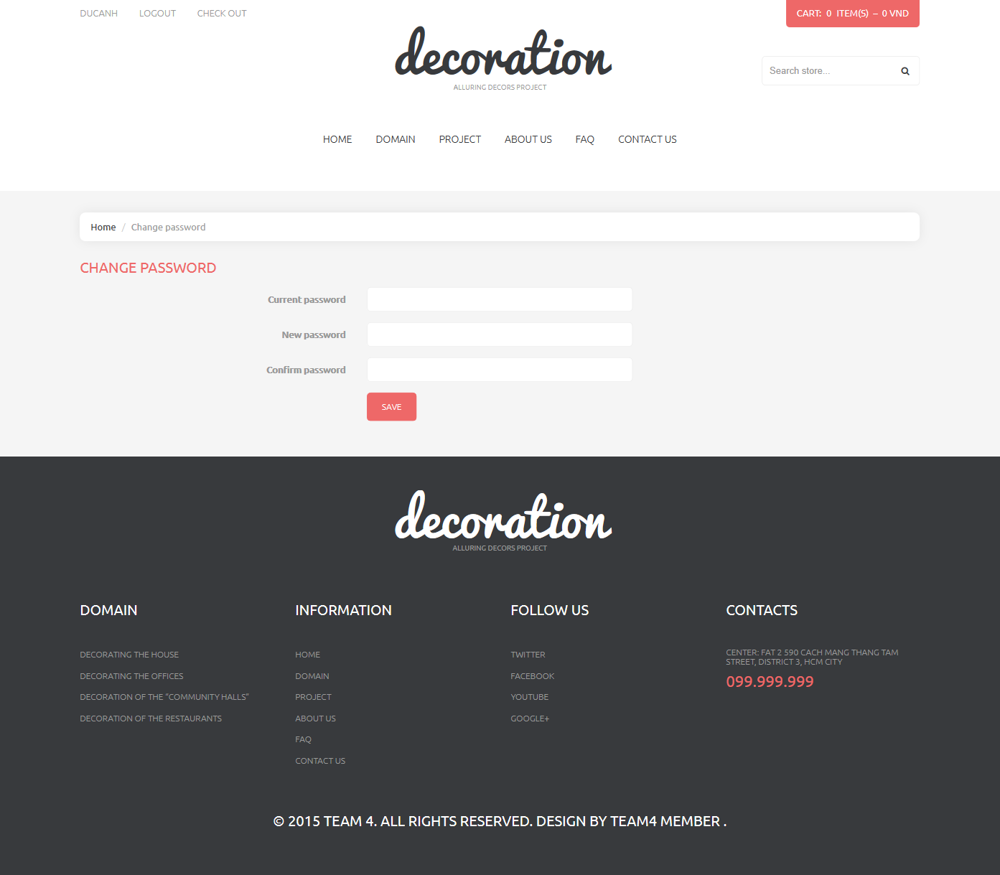 DUCANH LOGOUT CHECK OUT
CART: 0 ITEM(S) – 0 VND
decoration
ALLURING DECORS PROJECT
Search store...
HOME DOMAIN PROJECT ABOUT US FAQ CONTACT US
Home / Change password
CHANGE PASSWORD
Current password
New password
Confirm password
SAVE
decoration
ALLURING DECORS PROJECT
DOMAIN
DECORATING THE HOUSE
DECORATING THE OFFICES
DECORATION OF THE "COMMUNITY HALLS"
DECORATION OF THE RESTAURANTS
INFORMATION
HOME
DOMAIN
PROJECT
ABOUT US
FAQ
CONTACT US
FOLLOW US
TWITTER
FACEBOOK
YOUTUBE
GOOGLE+
CONTACTS
CENTER: FAT 2 590 CACH MANG THANG TAM
STREET, DISTRICT 3, HCM CITY
099.999.999
© 2015 TEAM 4. ALL RIGHTS RESERVED. DESIGN BY TEAM4 MEMBER .